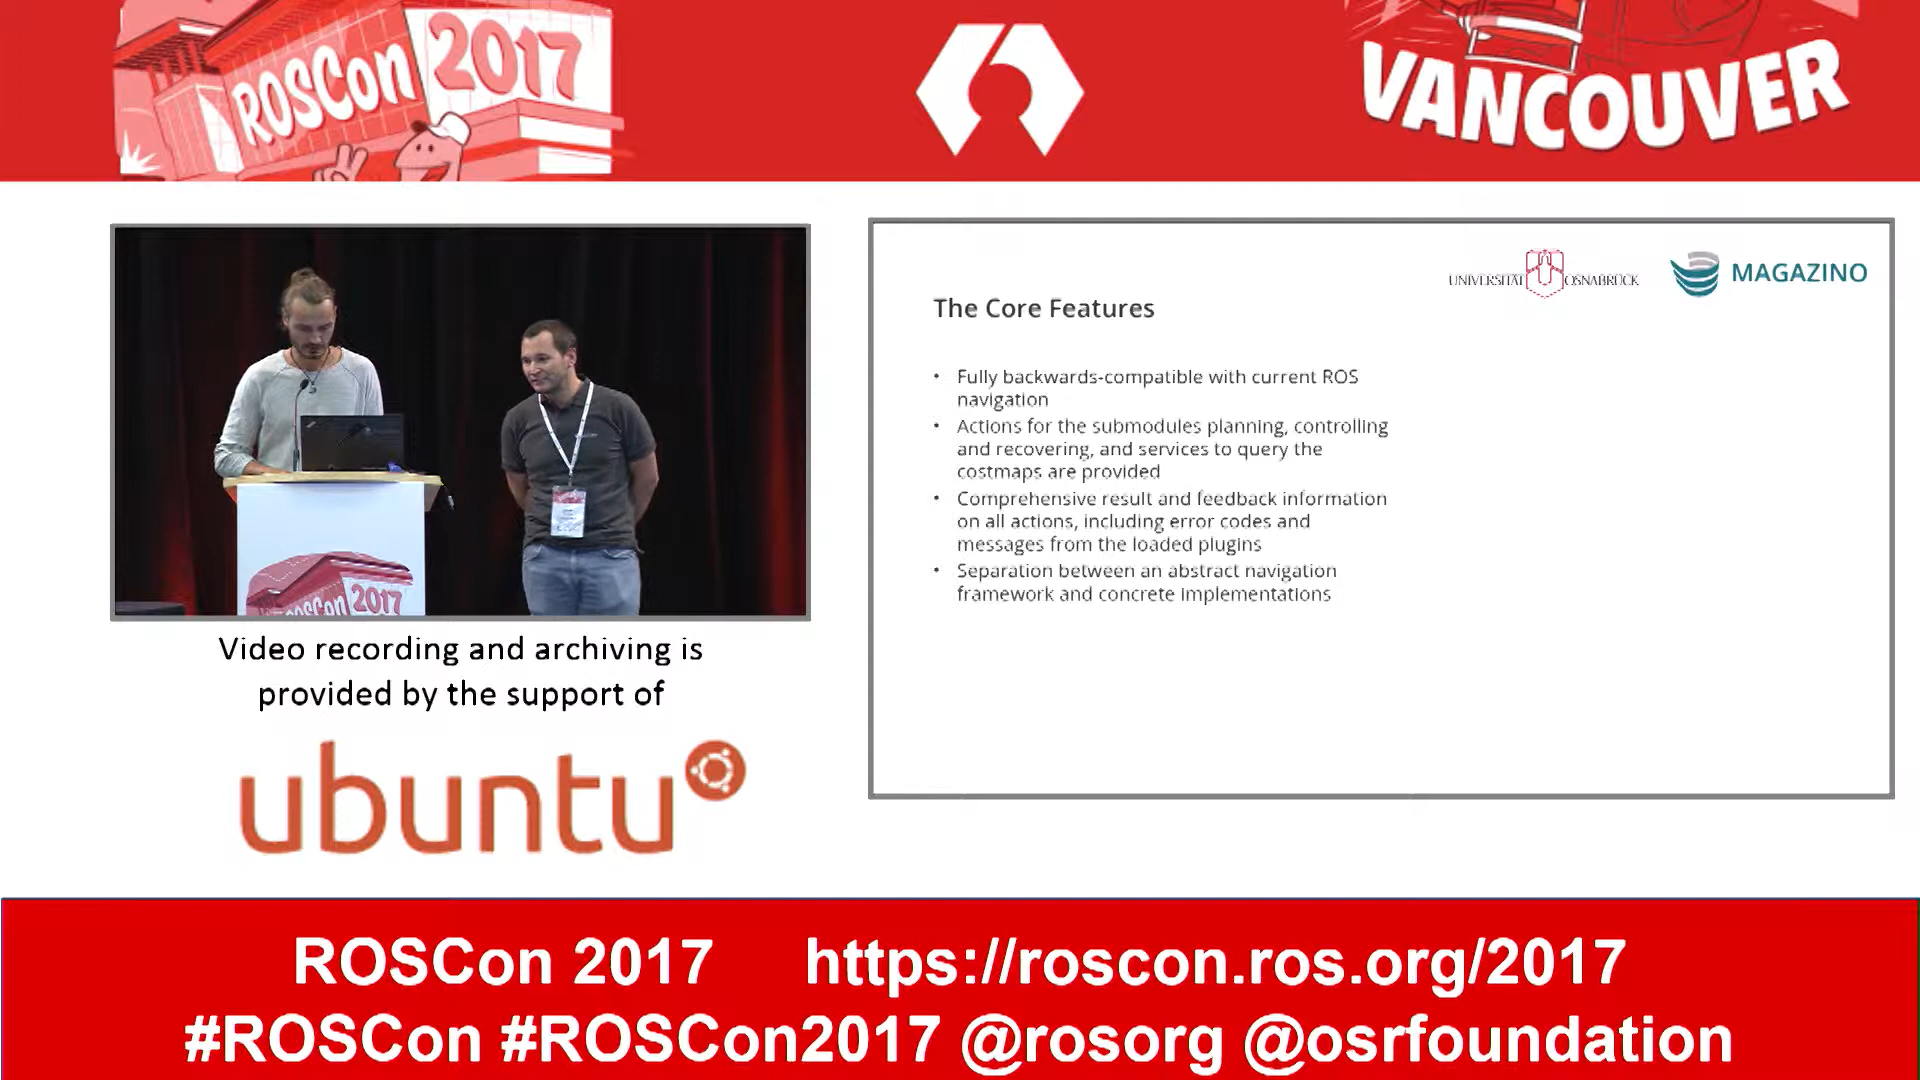 ROSCon 2017
VANCOUVER
UNIVERSITÄT OSNABRÜCK
MAGAZINO
The Core Features
• Fully backwards-compatible with current ROS
navigation
• Actions for the submodules planning, controlling
and recovering, and services to query the
costmaps are provided
• Comprehensive result and feedback information
on all actions, including error codes and
messages from the loaded plugins
• Separation between an abstract navigation
framework and concrete implementations
ROSCon 2017
Video recording and archiving is
provided by the support of
ubuntu
ROSCon 2017 https://roscon.ros.org/2017
#ROSCon #ROSCon2017 @rosorg @osrfoundation